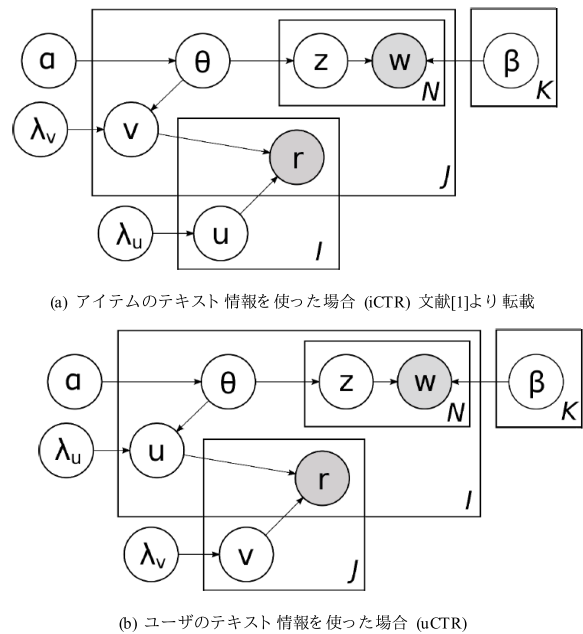 α θ z w β
N K
λv v r J
λu u I
(a) アイテムのテキスト情報を使った場合 (iCTR) 文献[1]より転載
α θ z w β
N K
λu u r I
λv v J
(b) ユーザのテキスト情報を使った場合 (uCTR)